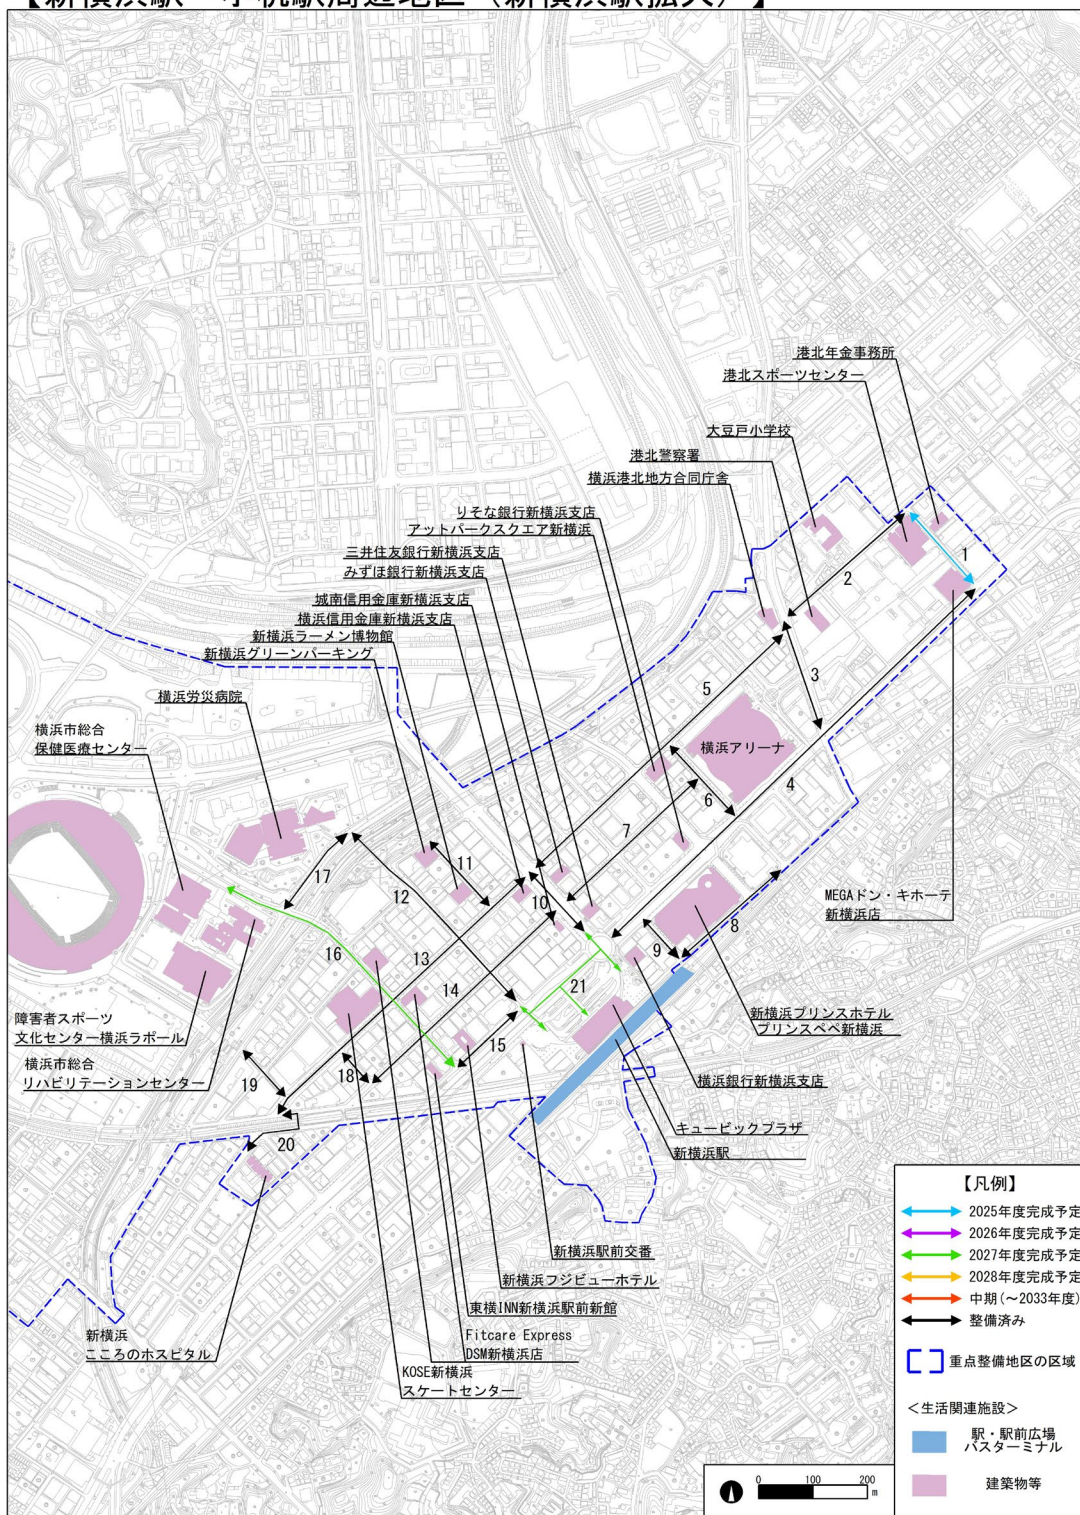 【新横浜駅・小机駅周辺地区（新横浜駅拡大）】
港北年金事務所
港北スポーツセンター
大豆戸小学校
港北警察署
横浜港北地方合同庁舎
りそな銀行新横浜支店
アットパークスクエア新横浜
三井住友銀行新横浜支店
みずほ銀行新横浜支店
城南信用金庫新横浜支店
横浜信用金庫新横浜支店
新横浜ラーメン博物館
新横浜グリーンパーキング
横浜労災病院
横浜市総合
保健医療センター
横浜アリーナ
1
2
3
4
5
6
7
8
9
10
11
12
13
14
15
16
17
18
19
20
21
MEGAドン・キホーテ
新横浜店
新横浜プリンスホテル
プリンスペペ新横浜
横浜銀行新横浜支店
キュービックプラザ
新横浜駅
障害者スポーツ
文化センター横浜ラポール
横浜市総合
リハビリテーションセンター
新横浜駅前交番
新横浜フジビューホテル
東横INN新横浜駅前新館
Fitcare Express
DSM新横浜店
KOSE新横浜
スケートセンター
新横浜
こころのホスピタル
【凡例】
2025年度完成予定
2026年度完成予定
2027年度完成予定
2028年度完成予定
中期(～2033年度)
整備済み
重点整備地区の区域
＜生活関連施設＞
駅・駅前広場
バスターミナル
建築物等
0 100 200
m